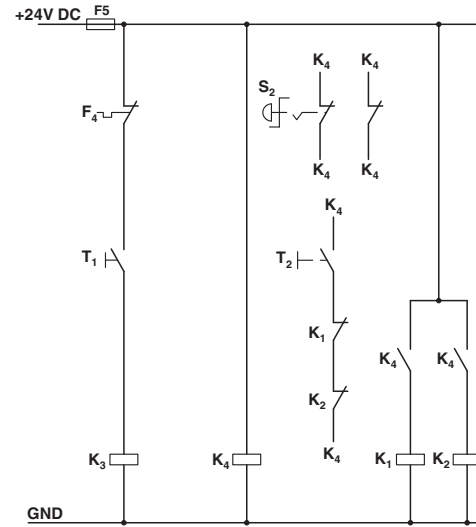 +24V DC F5
K4 K4
S2
F4
K4 K4
K4
T1 T2
K1
K4 K4
K2
K3 K4 K4 K1 K2
GND